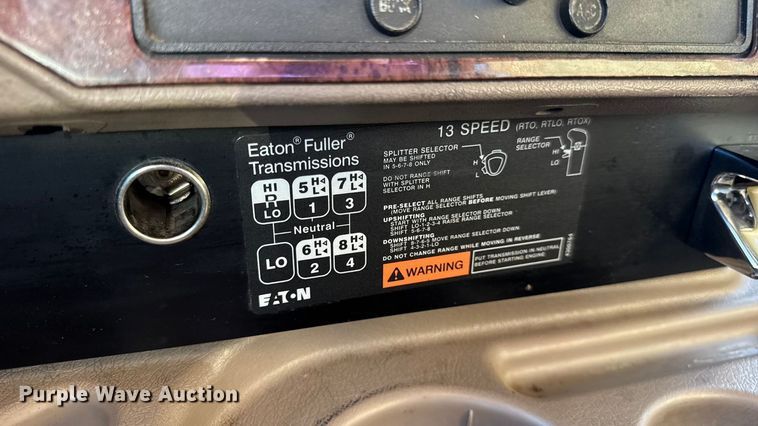 Eaton® Fuller®
Transmissions
HI
R
LO
5 H L
1
7 H L
3
Neutral
LO
6 H L
2
8 H L
4
EATON
13 SPEED (RTO, RTLO, RTOX)
SPLITTER SELECTOR
MAY BE SHIFTED
IN 5-6-7-8 ONLY
H
L
RANGE
SELECTOR
H
L
DO NOT RANGE SHIFT
WITH SPLITTER
SELECTOR IN H
PRE-SELECT ALL RANGE SHIFTS
(MOVE RANGE SELECTOR BEFORE MOVING SHIFT LEVER)
UPSHIFTING
START WITH RANGE SELECTOR DOWN
SHIFT LO-1-2-3-4 RAISE RANGE SELECTOR
SHIFT 5-6-7-8
DOWNSHIFTING
SHIFT 8-7-6-5 MOVE RANGE SELECTOR DOWN
SHIFT 4-3-2-1-LO
DO NOT CHANGE RANGE WHILE MOVING IN REVERSE
WARNING
PUT TRANSMISSION IN NEUTRAL
BEFORE STARTING ENGINE.
Purple Wave Auction®